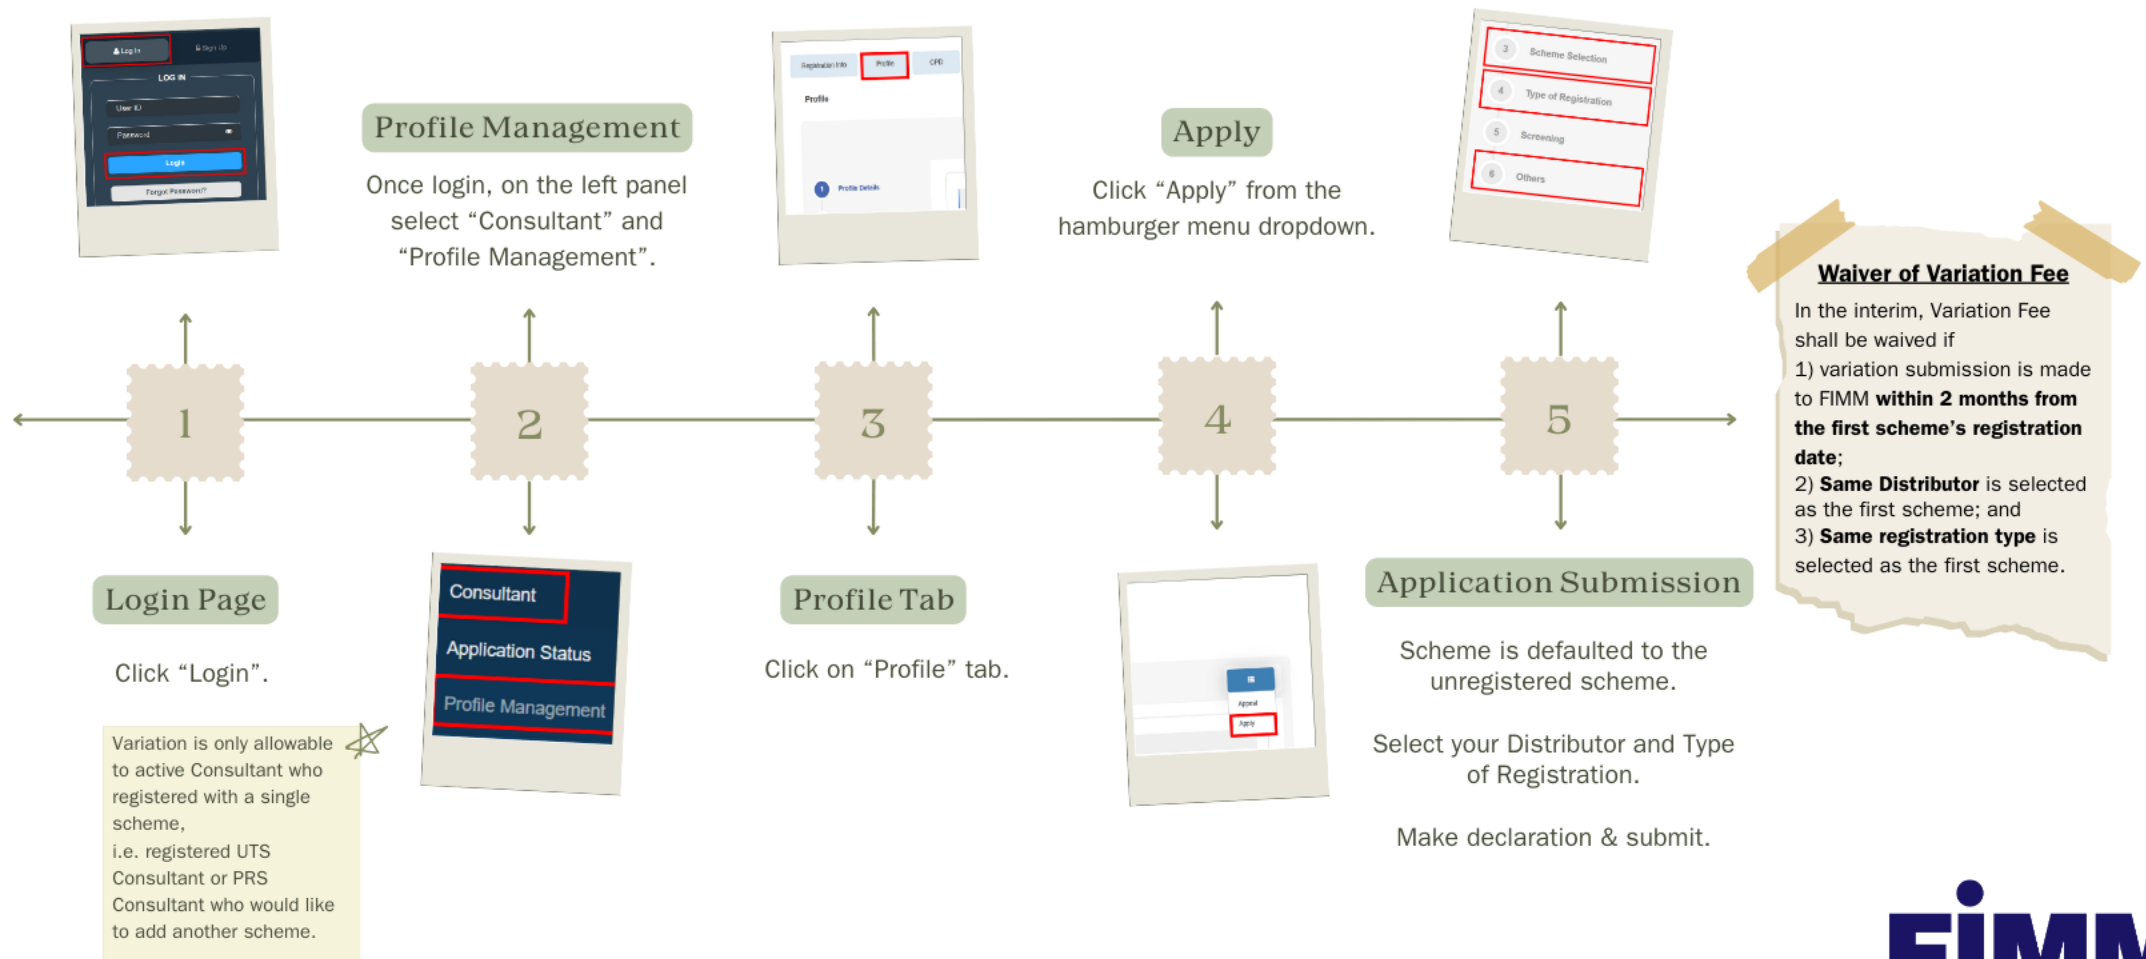 Log In
Sign Up
LOG IN
User ID
Password
Login
Forgot Password?
Profile Management
Once login, on the left panel
select “Consultant” and
“Profile Management”.
Registration Info
Profile
CPD
Profile
1
Profile Details
Apply
Click “Apply” from the
hamburger menu dropdown.
3 Scheme Selection
4 Type of Registration
5 Screening
6 Others
Waiver of Variation Fee
In the interim, Variation Fee
shall be waived if
1) variation submission is made
to FIMM within 2 months from
the first scheme’s registration
date;
2) Same Distributor is selected
as the first scheme; and
3) Same registration type is
selected as the first scheme.
1
2
3
4
5
Login Page
Click “Login”.
Variation is only allowable
to active Consultant who
registered with a single
scheme,
i.e. registered UTS
Consultant or PRS
Consultant who would like
to add another scheme.
Consultant
Application Status
Profile Management
Profile Tab
Click on “Profile” tab.
Appeal
Apply
Application Submission
Scheme is defaulted to the
unregistered scheme.
Select your Distributor and Type
of Registration.
Make declaration & submit.
FiMM